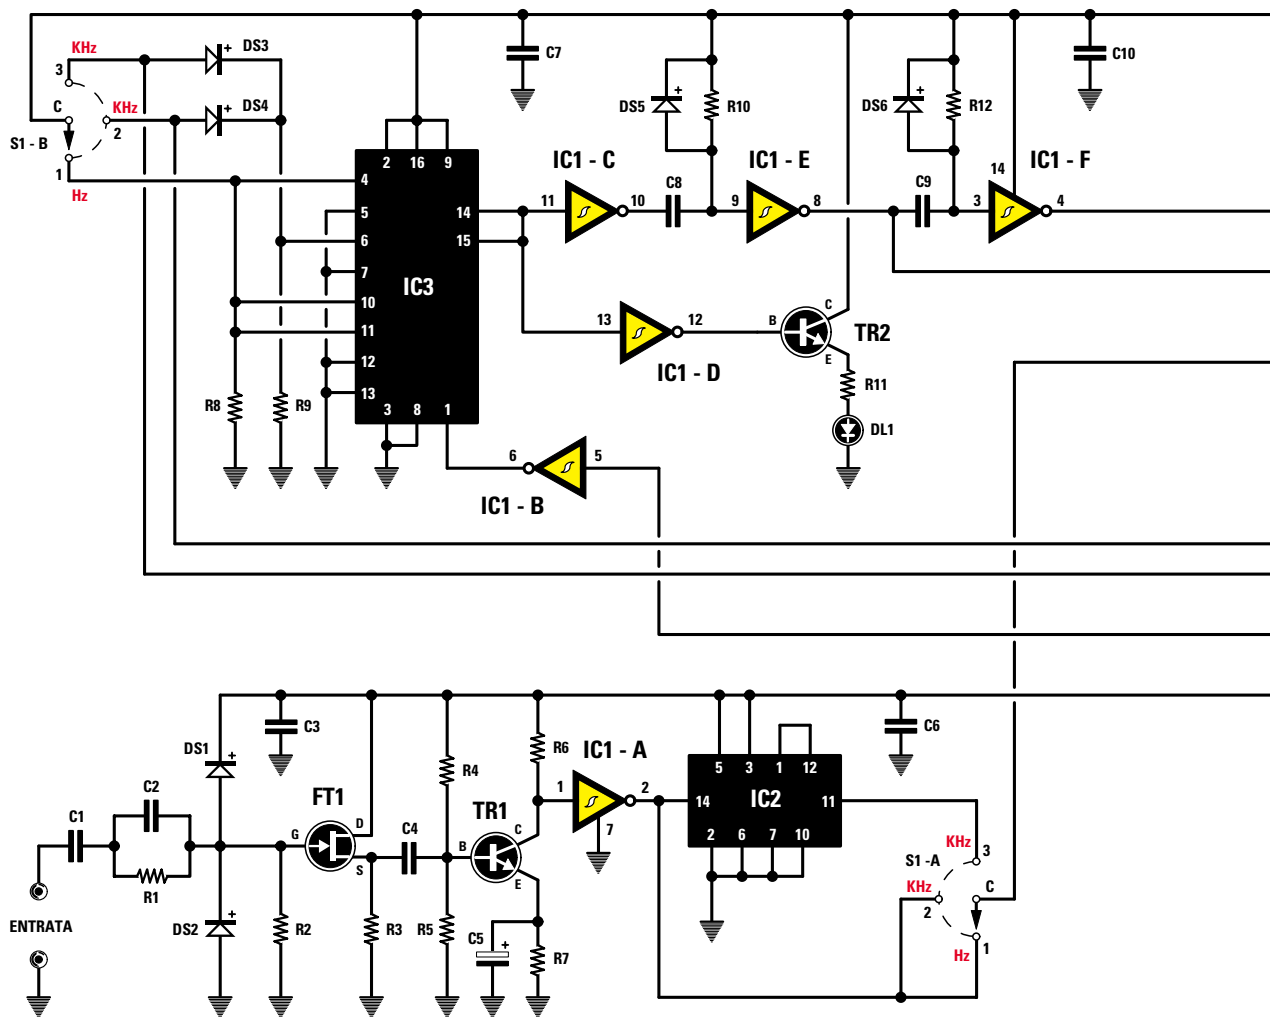 KHz
DS3
3
C
KHz
DS4
2
S1 - B
1
Hz
C7
DS5
R10
DS6
R12
C10
2 16 9
4
5
6
7
10
11
12
13
14
15
3 8 1
IC3
IC1 - C
11
10
C8
IC1 - E
9
8
C9
IC1 - F
14
3
4
13
12
IC1 - D
B
C
E
TR2
R11
DL1
R8
R9
6
5
IC1 - B
DS1
C3
R4
R6
IC1 - A
1
2
7
C6
5 3 1 12
14
IC2
11
2 6 7 10
C1
C2
R1
FT1
G
D
S
C4
TR1
B
C
E
ENTRATA
DS2
R2
R3
R5
C5
R7
KHz
3
S1 -A
KHz
C
2
1
Hz